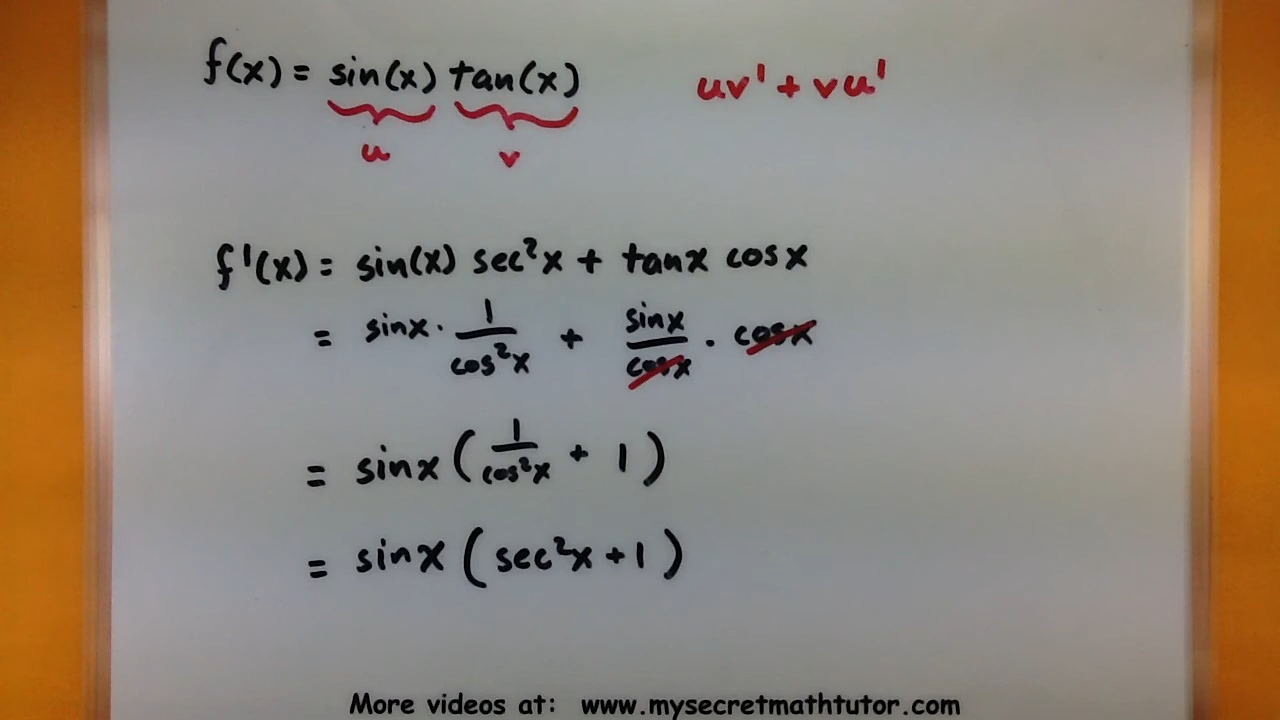 f(x) = sin(x) tan(x) uv' + vu'
u v
f'(x) = sin(x) sec²x + tanx cosx
= sinx · 1/cos²x + sinx/cosx · cosx
= sinx (1/cos²x + 1)
= sinx (sec²x + 1)
More videos at: www.mysecretmathtutor.com